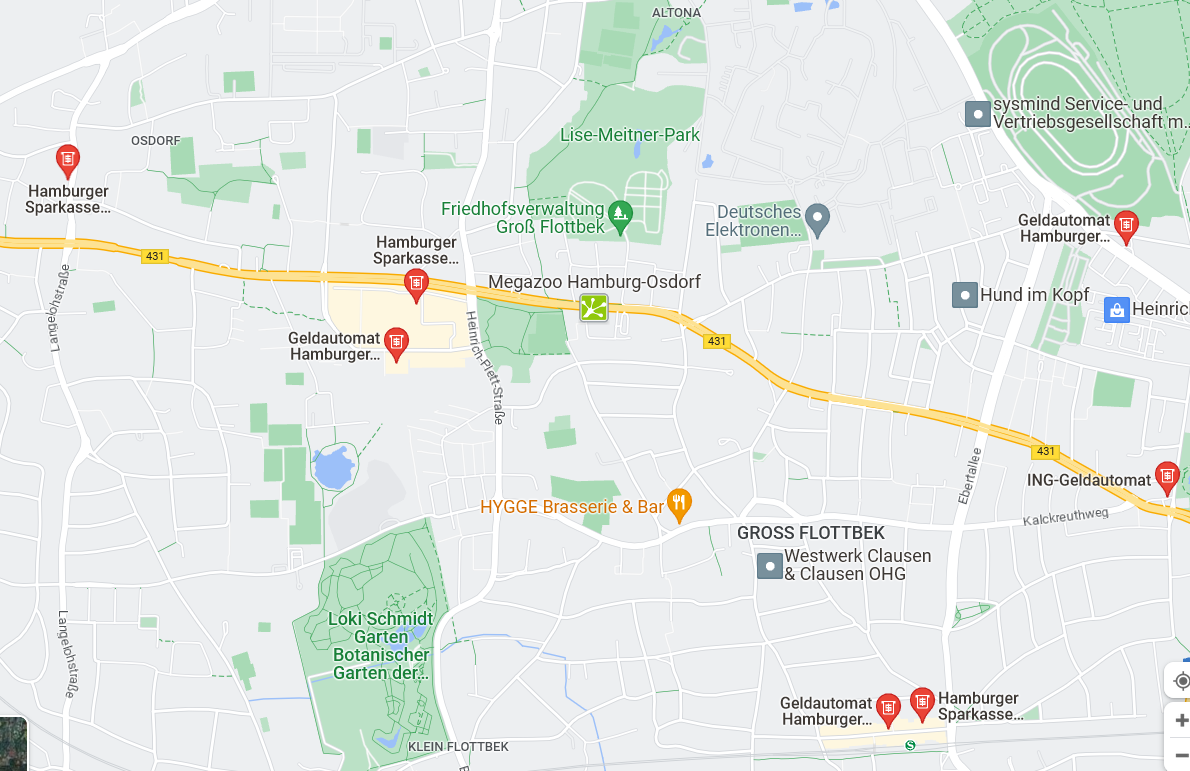 ALTONA
sysmind Service- und
Vertriebsgesellschaft m...
OSDORF
Lise-Meitner-Park
Hamburger
Sparkasse...
Friedhofsverwaltung
Groß Flottbek
Deutsches
Elektronen...
Geldautomat
Hamburger...
431
Hamburger
Sparkasse...
Megazoo Hamburg-Osdorf
Hund im Kopf
Heinric
Langelohstraße
Geldautomat
Hamburger...
Heinrich-Plett-Straße
431
431
Ebertallee
ING-Geldautomat
HYGGE Brasserie & Bar
Kalckreuthweg
GROSS FLOTTBEK
Westwerk Clausen
& Clausen OHG
Langelohstraße
Loki Schmidt
Garten
Botanischer
Garten der...
Geldautomat
Hamburger...
Hamburger
Sparkasse...
S
KLEIN FLOTTBEK